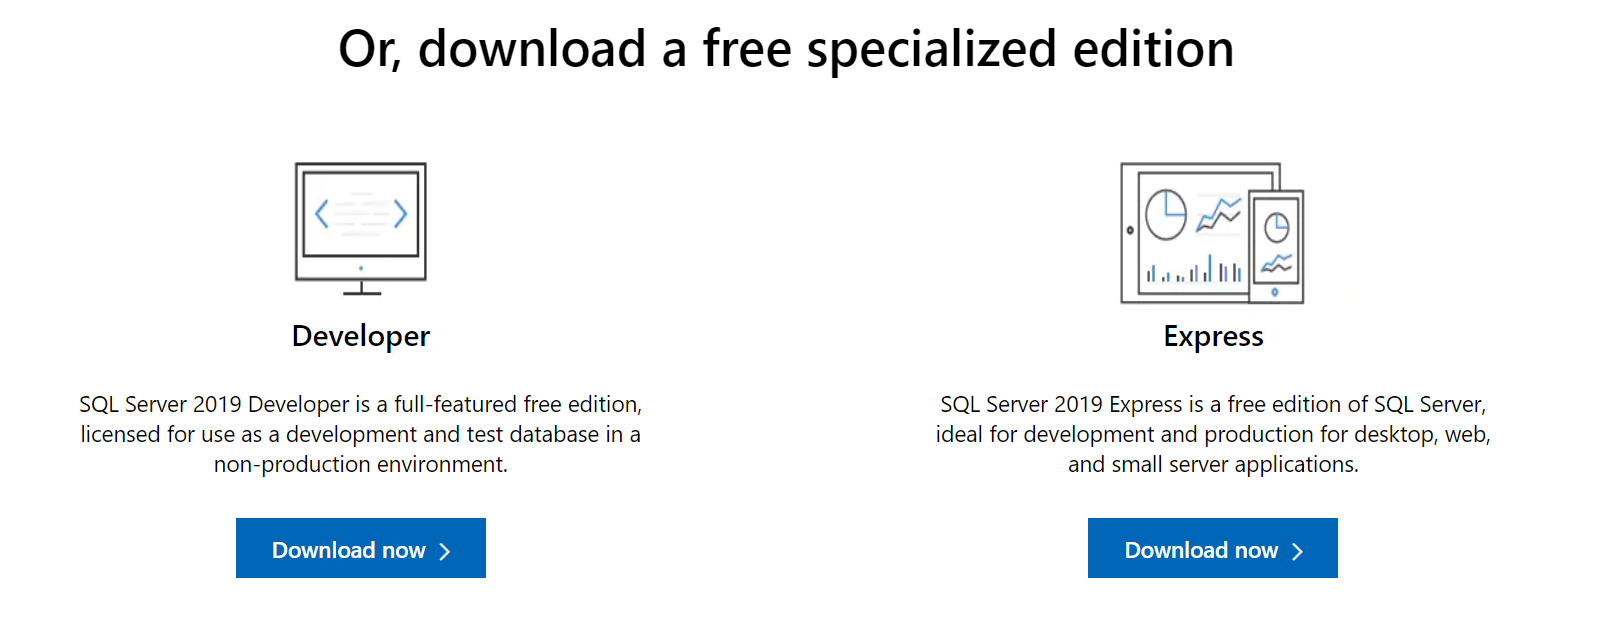 Or, download a free specialized edition
Developer
SQL Server 2019 Developer is a full-featured free edition,
licensed for use as a development and test database in a
non-production environment.
Download now
Express
SQL Server 2019 Express is a free edition of SQL Server,
ideal for development and production for desktop, web,
and small server applications.
Download now